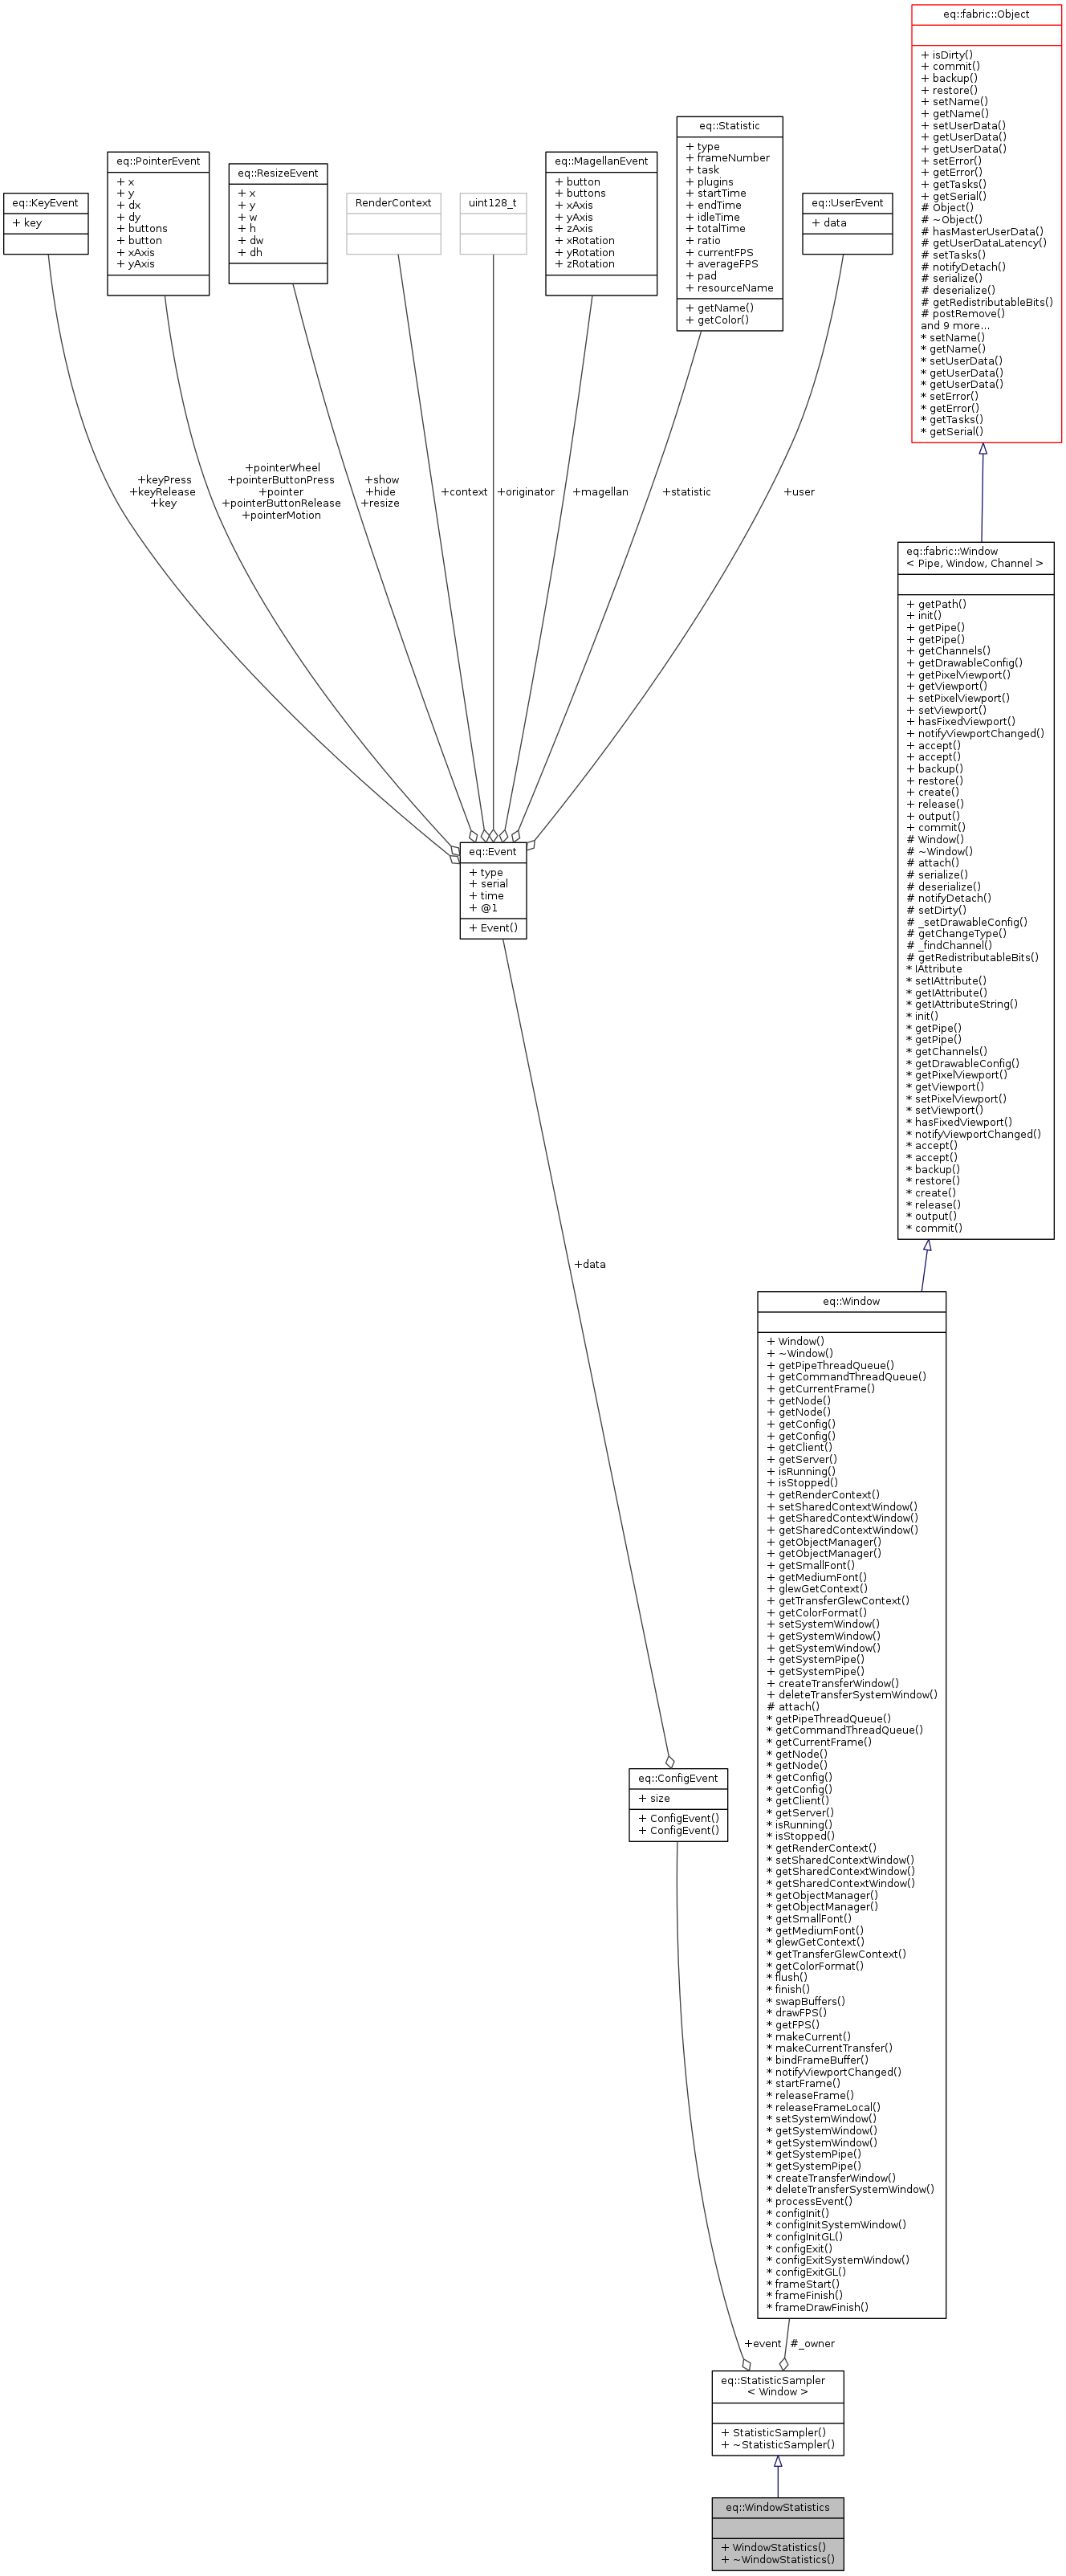 eq::fabric::Object
+ isDirty()
+ commit()
+ backup()
+ restore()
+ setName()
+ getName()
+ setUserData()
+ getUserData()
+ getUserData()
+ setError()
+ getError()
+ getTasks()
+ getSerial()
# Object()
# ~Object()
# hasMasterUserData()
# getUserDataLatency()
# setTasks()
# notifyDetach()
# serialize()
# deserialize()
# getRedistributableBits()
# postRemove()
and 9 more...
* setName()
* getName()
* setUserData()
* getUserData()
* getUserData()
* setError()
* getError()
* getTasks()
* getSerial()
eq::KeyEvent
+ key
eq::PointerEvent
+ x
+ y
+ dx
+ dy
+ buttons
+ button
+ xAxis
+ yAxis
eq::ResizeEvent
+ x
+ y
+ w
+ h
+ dw
+ dh
RenderContext
uint128_t
eq::MagellanEvent
+ button
+ buttons
+ xAxis
+ yAxis
+ zAxis
+ xRotation
+ yRotation
+ zRotation
eq::Statistic
+ type
+ frameNumber
+ task
+ plugins
+ startTime
+ endTime
+ idleTime
+ totalTime
+ ratio
+ currentFPS
+ averageFPS
+ pad
+ resourceName
+ getName()
+ getColor()
eq::UserEvent
+ data
+keyPress
+keyRelease
+key
+pointerWheel
+pointerButtonPress
+pointer
+pointerButtonRelease
+pointerMotion
+show
+hide
+resize
+context
+originator
+magellan
+statistic
+user
eq::fabric::Window
< Pipe, Window, Channel >
+ getPath()
+ init()
+ getPipe()
+ getPipe()
+ getChannels()
+ getDrawableConfig()
+ getPixelViewport()
+ getViewport()
+ setPixelViewport()
+ setViewport()
+ hasFixedViewport()
+ notifyViewportChanged()
+ accept()
+ accept()
+ backup()
+ restore()
+ create()
+ release()
+ output()
+ commit()
# Window()
# ~Window()
# attach()
# serialize()
# deserialize()
# notifyDetach()
# setDirty()
# _setDrawableConfig()
# getChangeType()
# _findChannel()
# getRedistributableBits()
* IAttribute
* setIAttribute()
* getIAttribute()
* getIAttributeString()
* init()
* getPipe()
* getPipe()
* getChannels()
* getDrawableConfig()
* getPixelViewport()
* getViewport()
* setPixelViewport()
* setViewport()
* hasFixedViewport()
* notifyViewportChanged()
* accept()
* accept()
* backup()
* restore()
* create()
* release()
* output()
* commit()
eq::Event
+ type
+ serial
+ time
+ @1
+ Event()
+data
eq::Window
+ Window()
+ ~Window()
+ getPipeThreadQueue()
+ getCommandThreadQueue()
+ getCurrentFrame()
+ getNode()
+ getNode()
+ getConfig()
+ getConfig()
+ getClient()
+ getServer()
+ isRunning()
+ isStopped()
+ getRenderContext()
+ setSharedContextWindow()
+ getSharedContextWindow()
+ getSharedContextWindow()
+ getObjectManager()
+ getObjectManager()
+ getSmallFont()
+ getMediumFont()
+ glewGetContext()
+ getTransferGlewContext()
+ getColorFormat()
+ setSystemWindow()
+ getSystemWindow()
+ getSystemWindow()
+ getSystemPipe()
+ getSystemPipe()
+ createTransferWindow()
+ deleteTransferSystemWindow()
# attach()
* getPipeThreadQueue()
* getCommandThreadQueue()
* getCurrentFrame()
* getNode()
* getNode()
* getConfig()
* getConfig()
* getClient()
* getServer()
* isRunning()
* isStopped()
* getRenderContext()
* setSharedContextWindow()
* getSharedContextWindow()
* getSharedContextWindow()
* getObjectManager()
* getObjectManager()
* getSmallFont()
* getMediumFont()
* glewGetContext()
* getTransferGlewContext()
* getColorFormat()
* flush()
* finish()
* swapBuffers()
* drawFPS()
* getFPS()
* makeCurrent()
* makeCurrentTransfer()
* bindFrameBuffer()
* notifyViewportChanged()
* startFrame()
* releaseFrame()
* releaseFrameLocal()
* setSystemWindow()
* getSystemWindow()
* getSystemWindow()
* getSystemPipe()
* getSystemPipe()
* createTransferWindow()
* deleteTransferSystemWindow()
* processEvent()
* configInit()
* configInitSystemWindow()
* configInitGL()
* configExit()
* configExitSystemWindow()
* configExitGL()
* frameStart()
* frameFinish()
* frameDrawFinish()
eq::ConfigEvent
+ size
+ ConfigEvent()
+ ConfigEvent()
+event
#_owner
eq::StatisticSampler
< Window >
+ StatisticSampler()
+ ~StatisticSampler()
eq::WindowStatistics
+ WindowStatistics()
+ ~WindowStatistics()